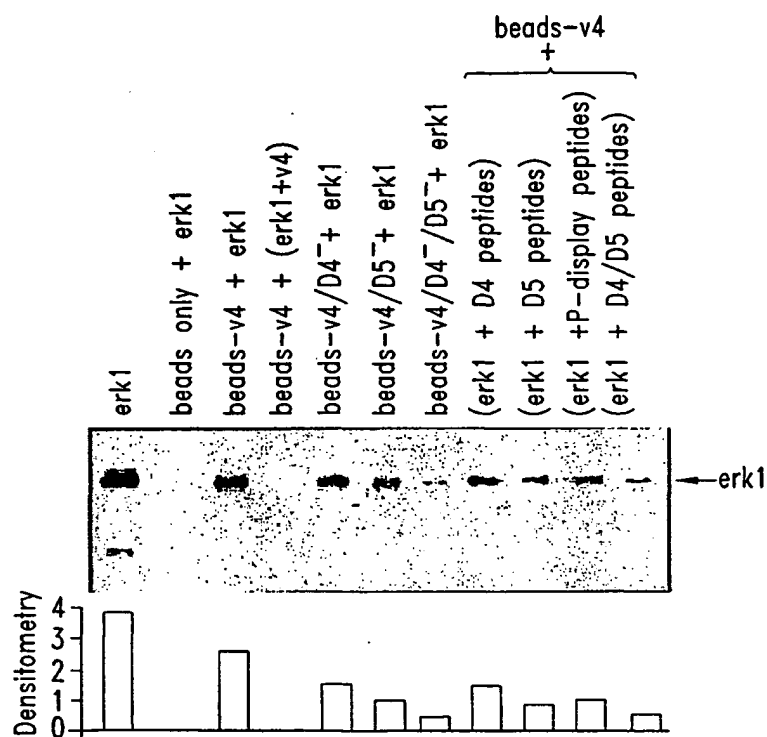 beads-v4
+
erk1
beads only + erk1
beads-v4 + erk1
beads-v4 + (erk1+v4)
beads-v4/D4⁻+ erk1
beads-v4/D5⁻+ erk1
beads-v4/D4⁻/D5⁻+ erk1
(erk1 + D4 peptides)
(erk1 + D5 peptides)
(erk1 +P-display peptides)
(erk1 + D4/D5 peptides)
erk1
Densitometry
4
3
2
1
0